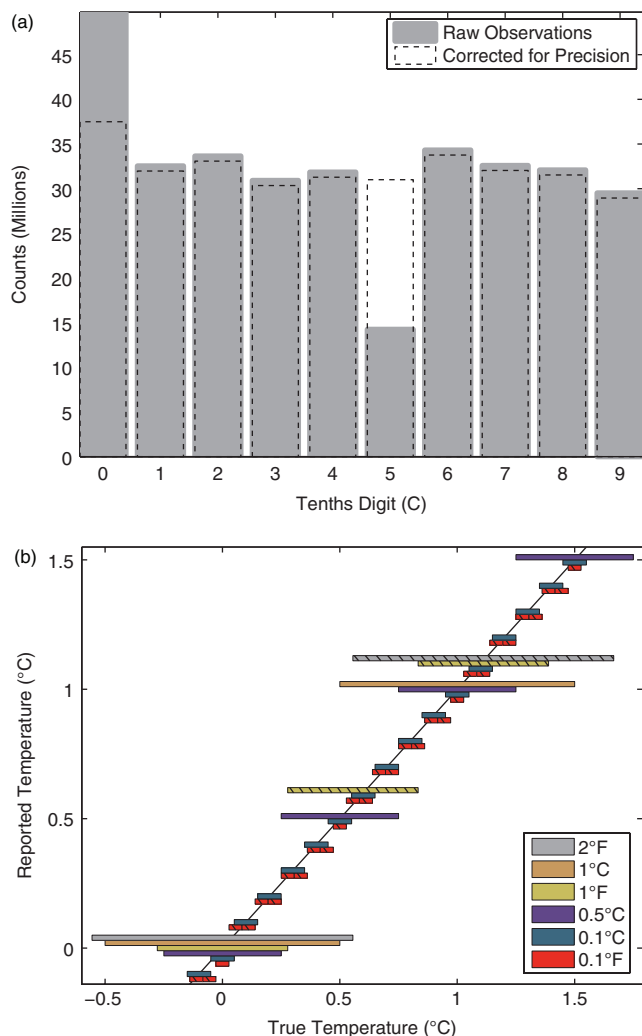 (a)
Raw Observations
Corrected for Precision
Counts (Millions)
45
40
35
30
25
20
15
10
5
0
0 1 2 3 4 5 6 7 8 9
Tenths Digit (C)
(b)
Reported Temperature (°C)
1.5
1
0.5
0
2°F
1°C
1°F
0.5°C
0.1°C
0.1°F
−0.5 0 0.5 1 1.5
True Temperature (°C)